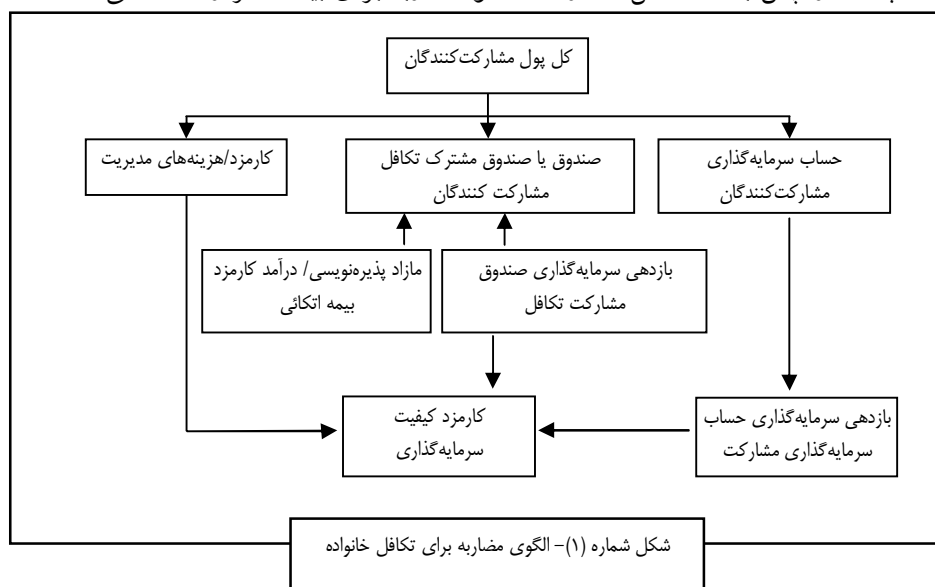 کل پول مشارکت‌کنندگان
حساب سرمایه‌گذاری
مشارکت‌کنندگان
صندوق یا صندوق مشترک تکافل
مشارکت کنندگان
کارمزد/هزینه‌های مدیریت
بازدهی سرمایه‌گذاری صندوق
مشارکت تکافل
مازاد پذیره‌نویسی/ درآمد کارمزد
بیمه اتکائی
بازدهی سرمایه‌گذاری حساب
سرمایه‌گذاری مشارکت
کارمزد کیفیت
سرمایه‌گذاری
شکل شماره (۱)- الگوی مضاربه برای تکافل خانواده